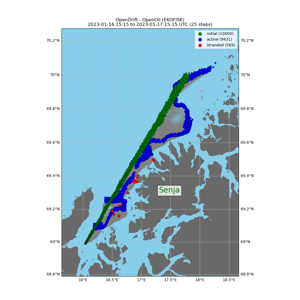 OpenDrift - OpenOil (EKOFISK)
2023-01-16 15:15 to 2023-01-17 15:15 UTC (25 steps)
initial (10000)
active (9431)
stranded (569)
70.2°N 70.2°N
70°N 70°N
69.8°N 69.8°N
69.6°N 69.6°N
69.4°N 69.4°N
Senja
69.2°N 69.2°N
69°N 69°N
68.8°N 68.8°N
16°E 16.5°E 17°E 17.5°E 18°E 18.5°E